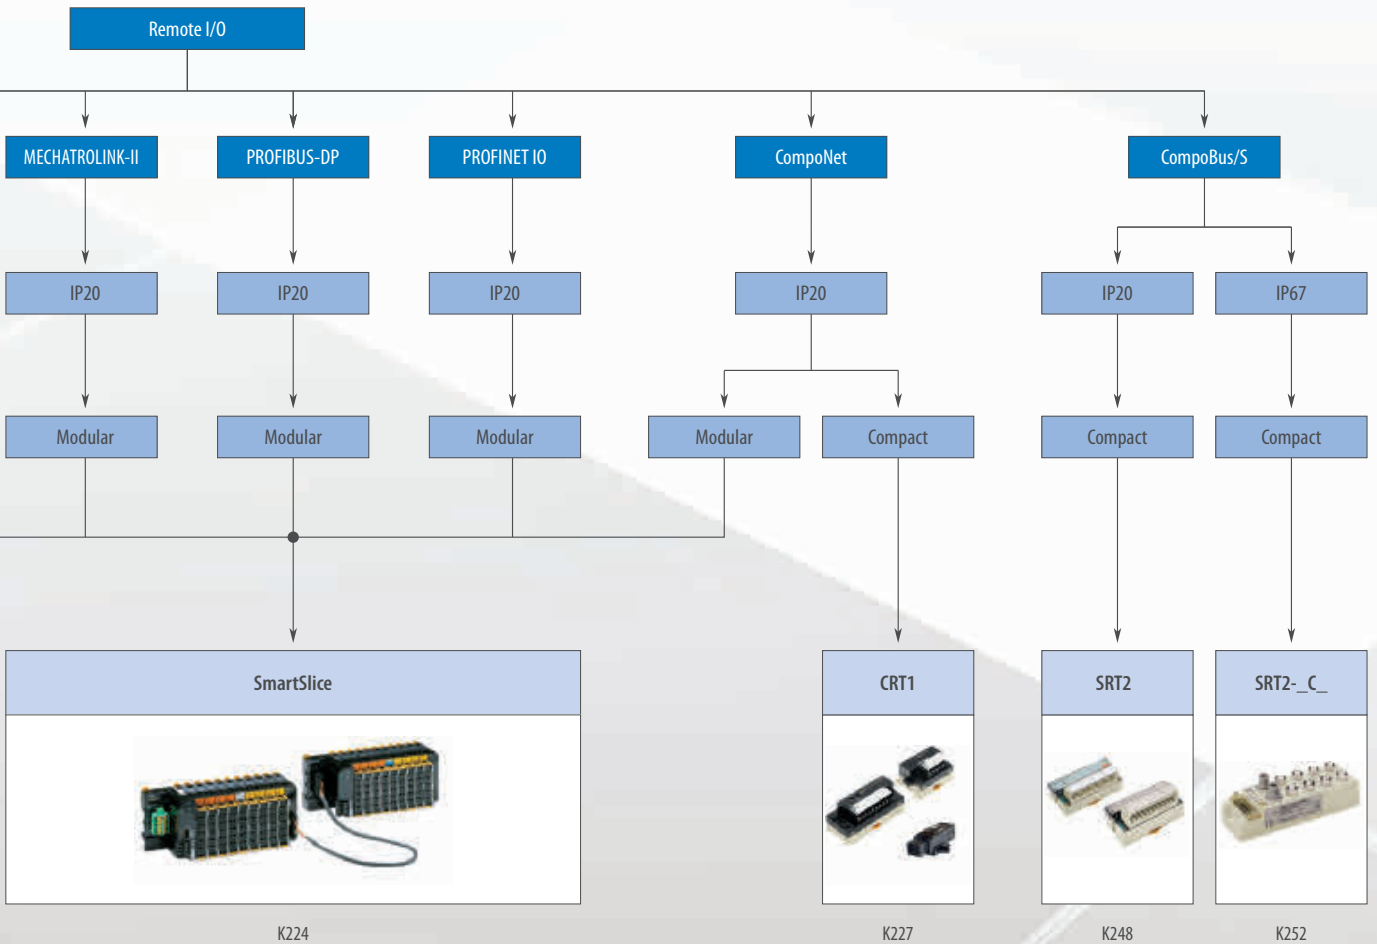 Remote I/O
MECHATROLINK-II
PROFIBUS-DP
PROFINET IO
CompoNet
CompoBus/S
IP20
IP20
IP20
IP20
IP20
IP67
Modular
Modular
Modular
Modular
Compact
Compact
Compact
SmartSlice
CRT1
SRT2
SRT2-_C_
K224
K227
K248
K252